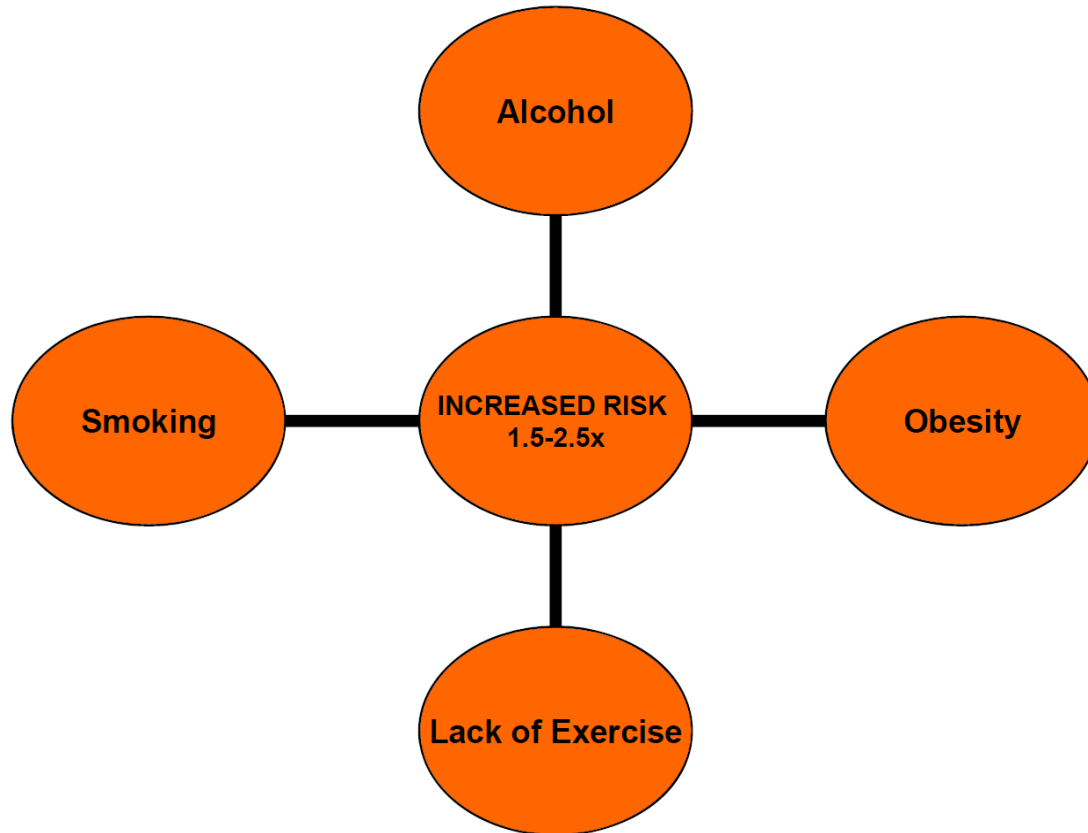 Alcohol
Smoking
INCREASED RISK
1.5-2.5x
Obesity
Lack of Exercise